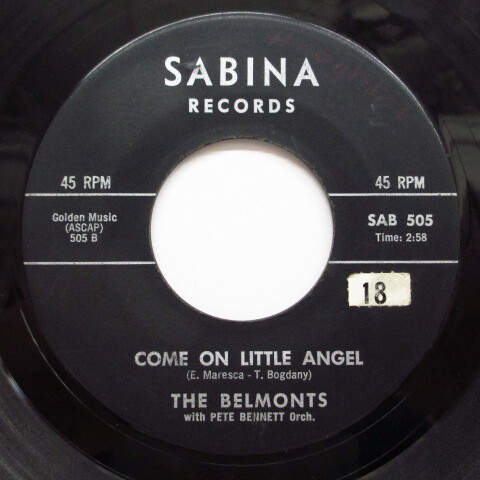 SABINA
RECORDS
45 RPM
45 RPM
Golden Music
(ASCAP)
505 B
SAB 505
Time: 2:58
18
COME ON LITTLE ANGEL
(E. Maresca - T. Bogdany)
THE BELMONTS
with PETE BENNETT Orch.